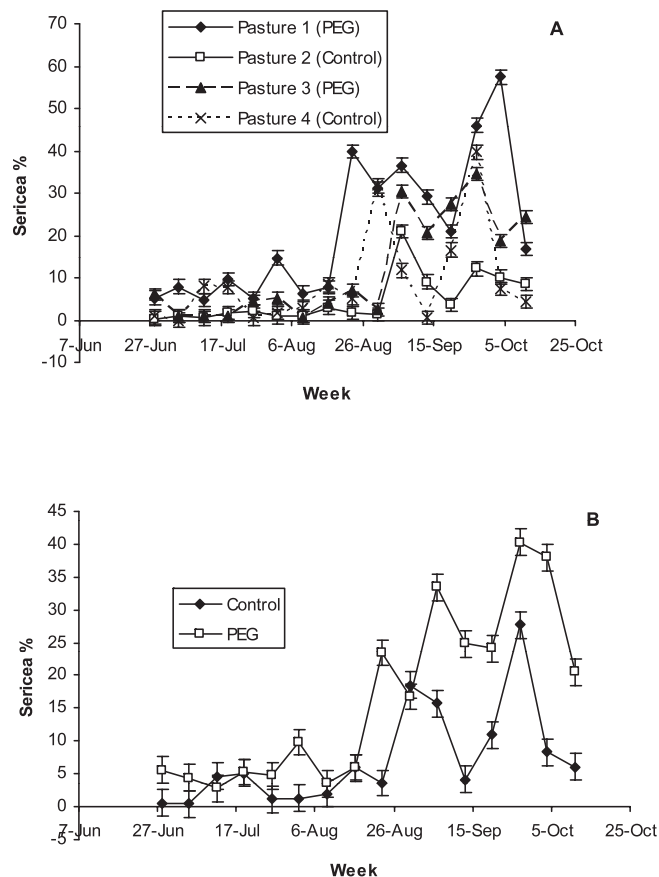 70
60
50
40
30
20
10
0
-10
Sericea %
Pasture 1 (PEG)
Pasture 2 (Control)
Pasture 3 (PEG)
Pasture 4 (Control)
A
7-Jun 27-Jun 17-Jul 6-Aug 26-Aug 15-Sep 5-Oct 25-Oct
Week
45
40
35
30
25
20
15
10
5
0
-5
Sericea %
Control
PEG
B
7-Jun 27-Jun 17-Jul 6-Aug 26-Aug 15-Sep 5-Oct 25-Oct
Week